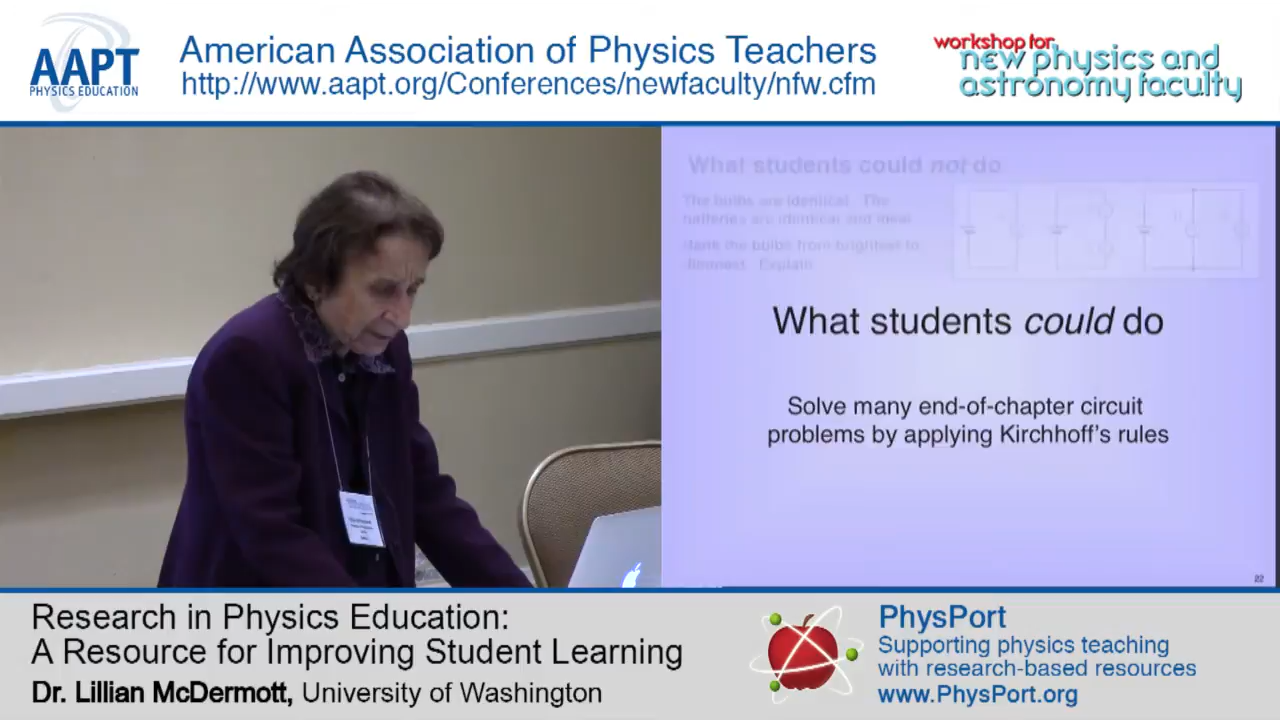 AAPT
PHYSICS EDUCATION
American Association of Physics Teachers
http://www.aapt.org/Conferences/newfaculty/nfw.cfm
workshop for
new physics and
astronomy faculty
What students could not do
The bulbs are identical. The
batteries are identical and ideal.
Rank the bulbs from brightest to
dimmest. Explain.
What students could do
Solve many end-of-chapter circuit
problems by applying Kirchhoff's rules
22
Research in Physics Education:
A Resource for Improving Student Learning
Dr. Lillian McDermott, University of Washington
PhysPort
Supporting physics teaching
with research-based resources
www.PhysPort.org